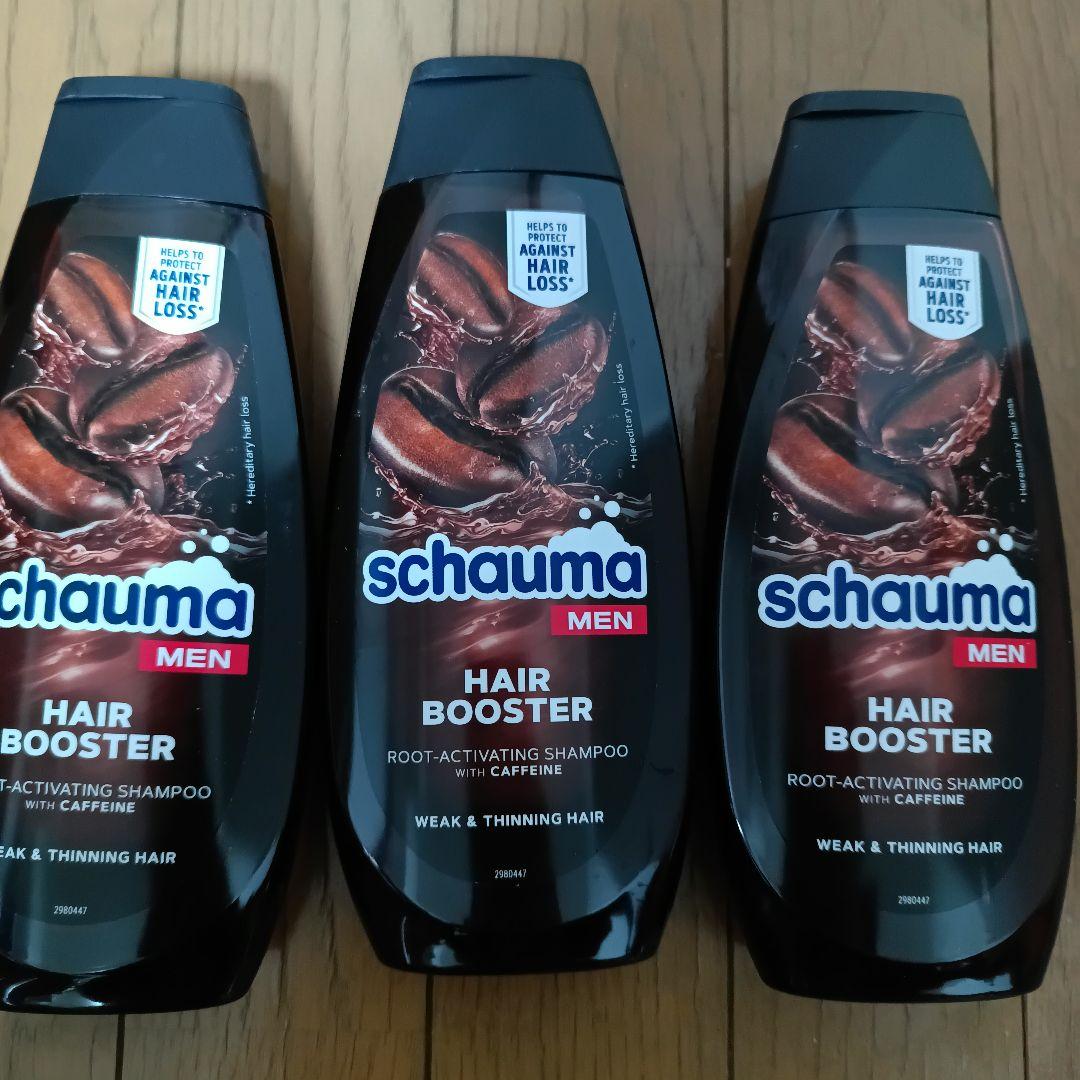 HELPS TO
PROTECT
AGAINST
HAIR
LOSS*
* Hereditary hair loss
chauma
MEN
HAIR
BOOSTER
T-ACTIVATING SHAMPOO
WITH CAFFEINE
EAK & THINNING HAIR
2980447
HELPS TO
PROTECT
AGAINST
HAIR
LOSS*
* Hereditary hair loss
schauma
MEN
HAIR
BOOSTER
ROOT-ACTIVATING SHAMPOO
WITH CAFFEINE
WEAK & THINNING HAIR
2980447
HELPS TO
PROTECT
AGAINST
HAIR
LOSS*
* Hereditary hair loss
schauma
MEN
HAIR
BOOSTER
ROOT-ACTIVATING SHAMPOO
WITH CAFFEINE
WEAK & THINNING HAIR
2980447